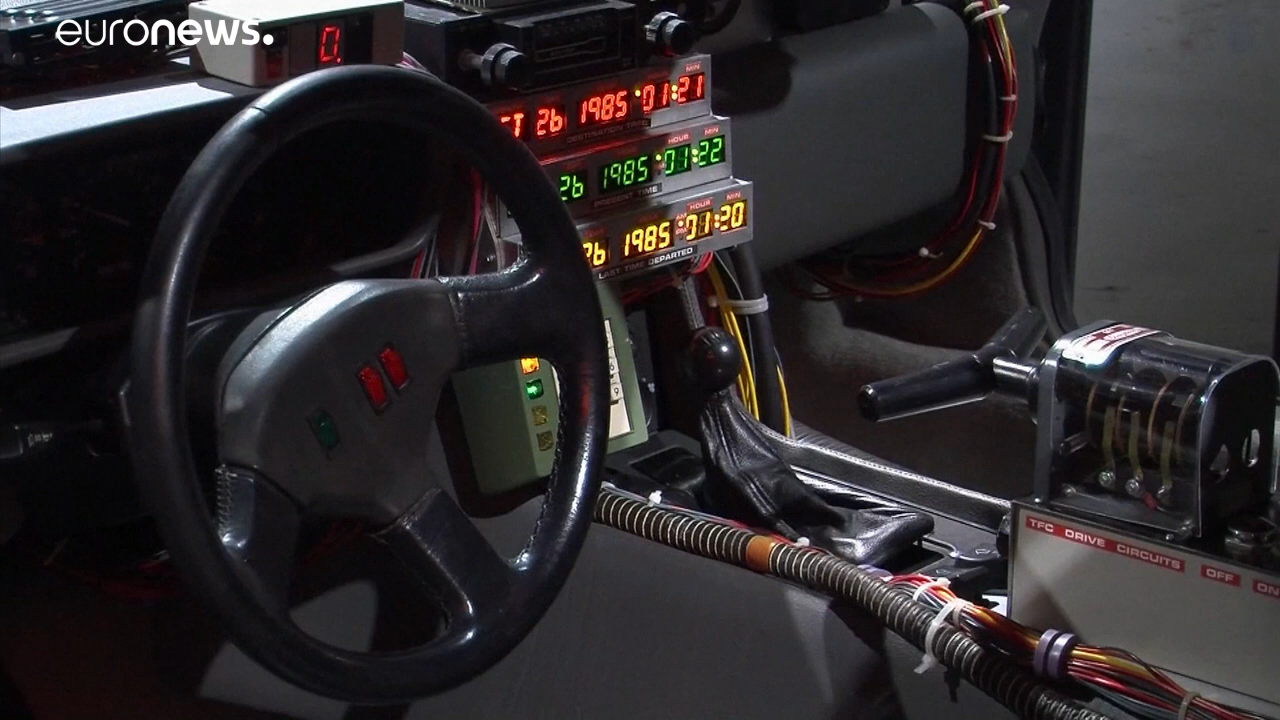 euronews.
0.
MIN
26 1985 01:21
DESTINATION TIME
HOUR MIN
26 1985 01:22
PRESENT TIME
HOUR MIN
1985 01:20
LAST TIME DEPARTED
TFC DRIVE CIRCUITS OFF ON